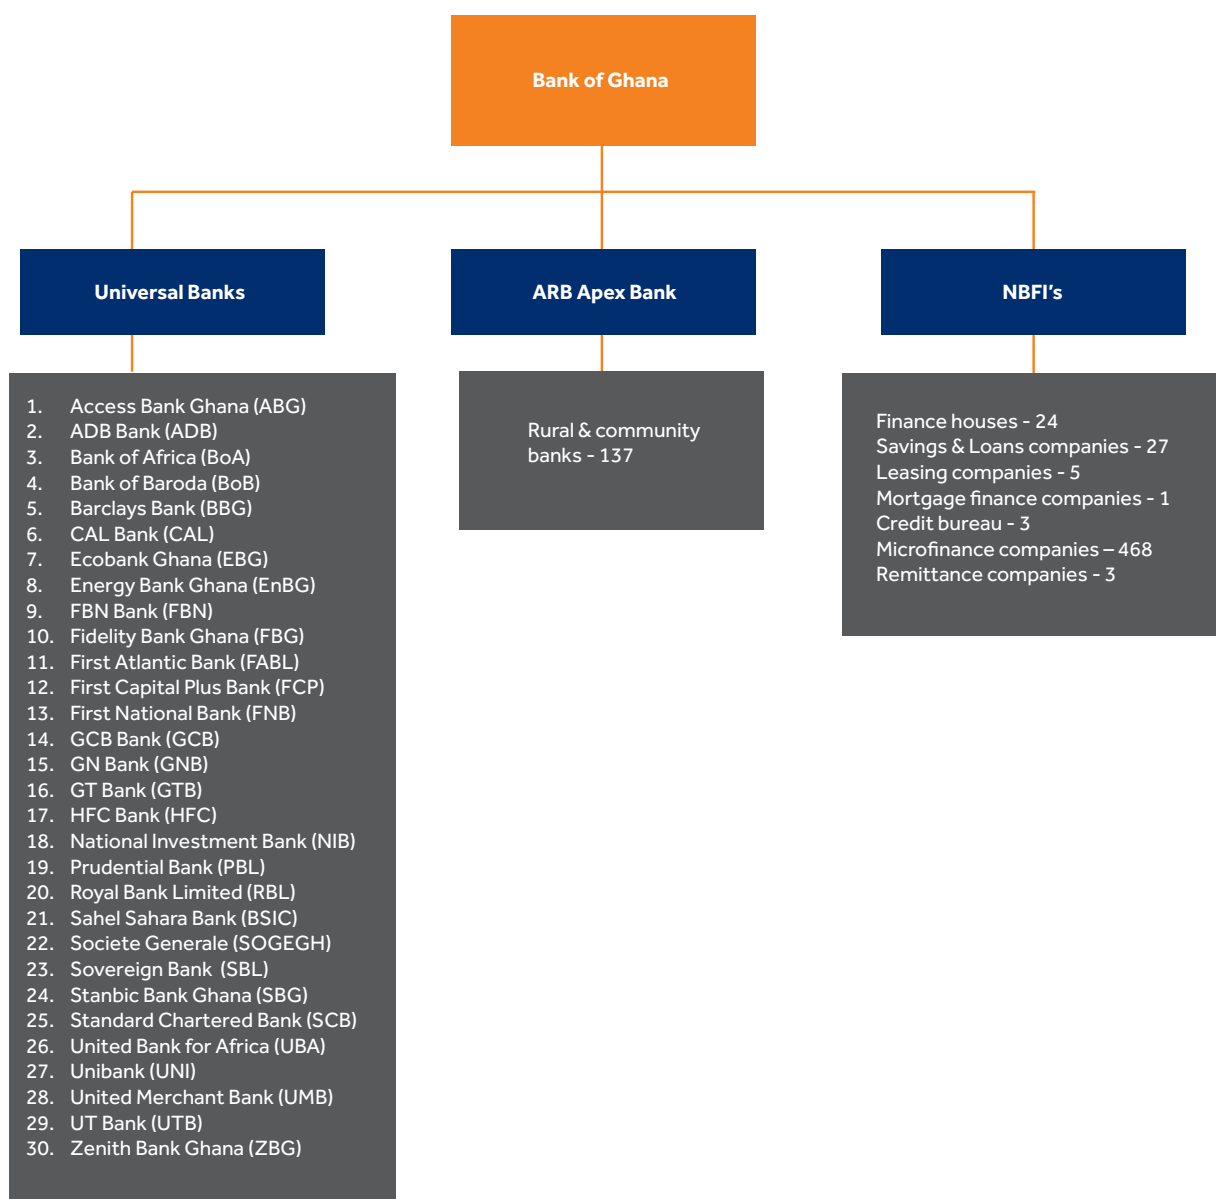 Bank of Ghana
Universal Banks
ARB Apex Bank
NBFI's
1. Access Bank Ghana (ABG)
2. ADB Bank (ADB)
3. Bank of Africa (BoA)
4. Bank of Baroda (BoB)
5. Barclays Bank (BBG)
6. CAL Bank (CAL)
7. Ecobank Ghana (EBG)
8. Energy Bank Ghana (EnBG)
9. FBN Bank (FBN)
10. Fidelity Bank Ghana (FBG)
11. First Atlantic Bank (FABL)
12. First Capital Plus Bank (FCP)
13. First National Bank (FNB)
14. GCB Bank (GCB)
15. GN Bank (GNB)
16. GT Bank (GTB)
17. HFC Bank (HFC)
18. National Investment Bank (NIB)
19. Prudential Bank (PBL)
20. Royal Bank Limited (RBL)
21. Sahel Sahara Bank (BSIC)
22. Societe Generale (SOGEGH)
23. Sovereign Bank (SBL)
24. Stanbic Bank Ghana (SBG)
25. Standard Chartered Bank (SCB)
26. United Bank for Africa (UBA)
27. Unibank (UNI)
28. United Merchant Bank (UMB)
29. UT Bank (UTB)
30. Zenith Bank Ghana (ZBG)
Rural & community
banks - 137
Finance houses - 24
Savings & Loans companies - 27
Leasing companies - 5
Mortgage finance companies - 1
Credit bureau - 3
Microfinance companies – 468
Remittance companies - 3